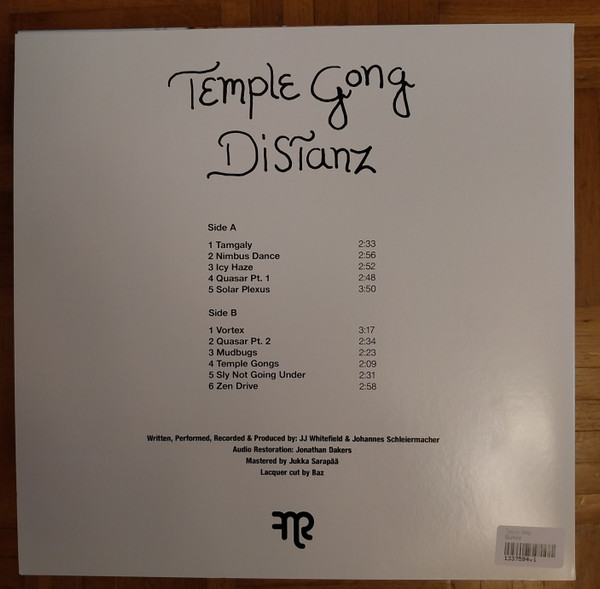 Temple Gong
Distanz
Side A
1 Tamgaly 2:33
2 Nimbus Dance 2:56
3 Icy Haze 2:52
4 Quasar Pt. 1 2:48
5 Solar Plexus 3:50
Side B
1 Vortex 3:17
2 Quasar Pt. 2 2:34
3 Mudbugs 2:23
4 Temple Gongs 2:09
5 Sly Not Going Under 2:31
6 Zen Drive 2:58
Written, Performed, Recorded & Produced by: JJ Whitefield & Johannes Schleiermacher
Audio Restoration: Jonathan Dakers
Mastered by Jukka Sarapää
Lacquer cut by Raz